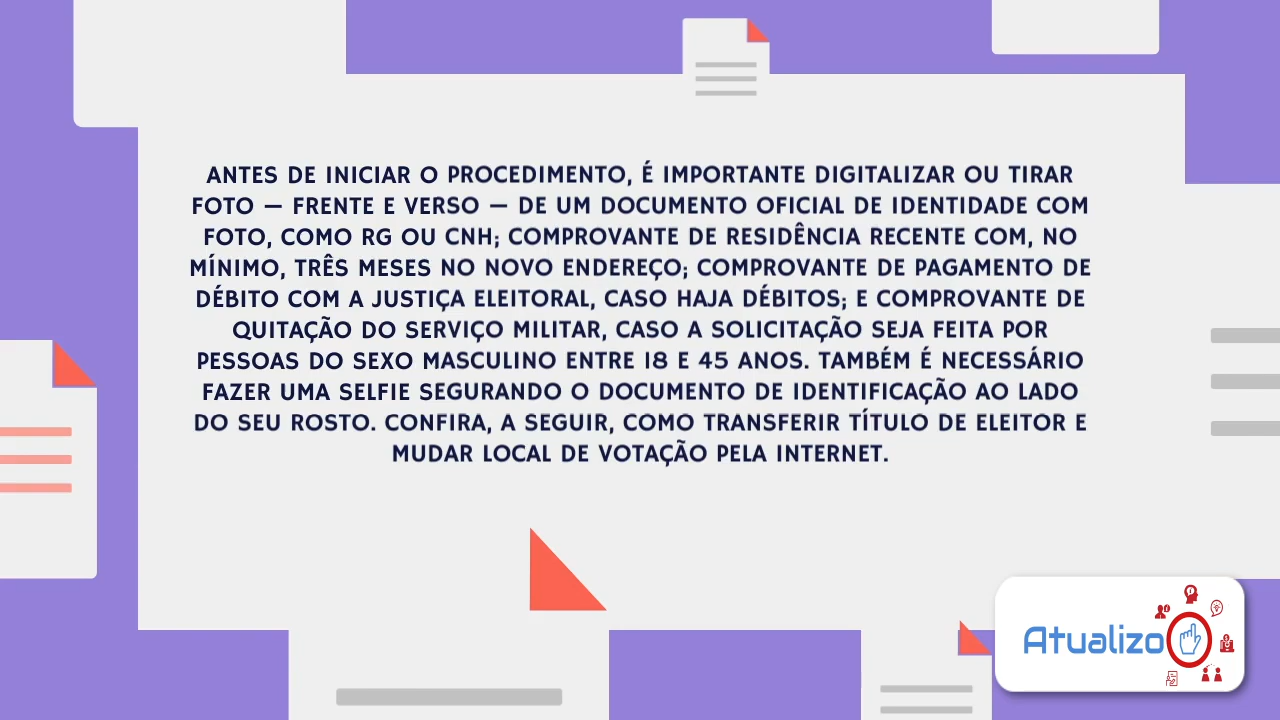 ANTES DE INICIAR O PROCEDIMENTO, É IMPORTANTE DIGITALIZAR OU TIRAR
FOTO — FRENTE E VERSO — DE UM DOCUMENTO OFICIAL DE IDENTIDADE COM
FOTO, COMO RG OU CNH; COMPROVANTE DE RESIDÊNCIA RECENTE COM, NO
MÍNIMO, TRÊS MESES NO NOVO ENDEREÇO; COMPROVANTE DE PAGAMENTO DE
DÉBITO COM A JUSTIÇA ELEITORAL, CASO HAJA DÉBITOS; E COMPROVANTE DE
QUITAÇÃO DO SERVIÇO MILITAR, CASO A SOLICITAÇÃO SEJA FEITA POR
PESSOAS DO SEXO MASCULINO ENTRE 18 E 45 ANOS. TAMBÉM É NECESSÁRIO
FAZER UMA SELFIE SEGURANDO O DOCUMENTO DE IDENTIFICAÇÃO AO LADO
DO SEU ROSTO. CONFIRA, A SEGUIR, COMO TRANSFERIR TÍTULO DE ELEITOR E
MUDAR LOCAL DE VOTAÇÃO PELA INTERNET.
Atualizo